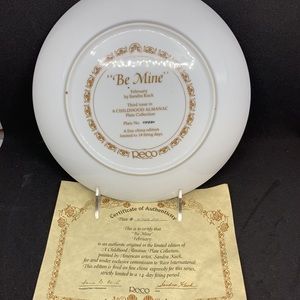 "Be Mine"
February
by Sandra Kuck
Third issue in
A CHILDHOOD ALMANAC
Plate Collection
Plate No.
A fine china edition
limited to 14 firing days
RECO
Certificate of Authenticity
Plate #
This is to certify that
"Be Mine"
February
is an authentic original in the limited edition of
"A Childhood Almanac" Plate Collection,
painted by American artist, Sandra Kuck,
for and under exclusive commission to Reco International.
This edition is fired on fine china expressly for this series,
strictly limited to a 14 day firing period.
RECO